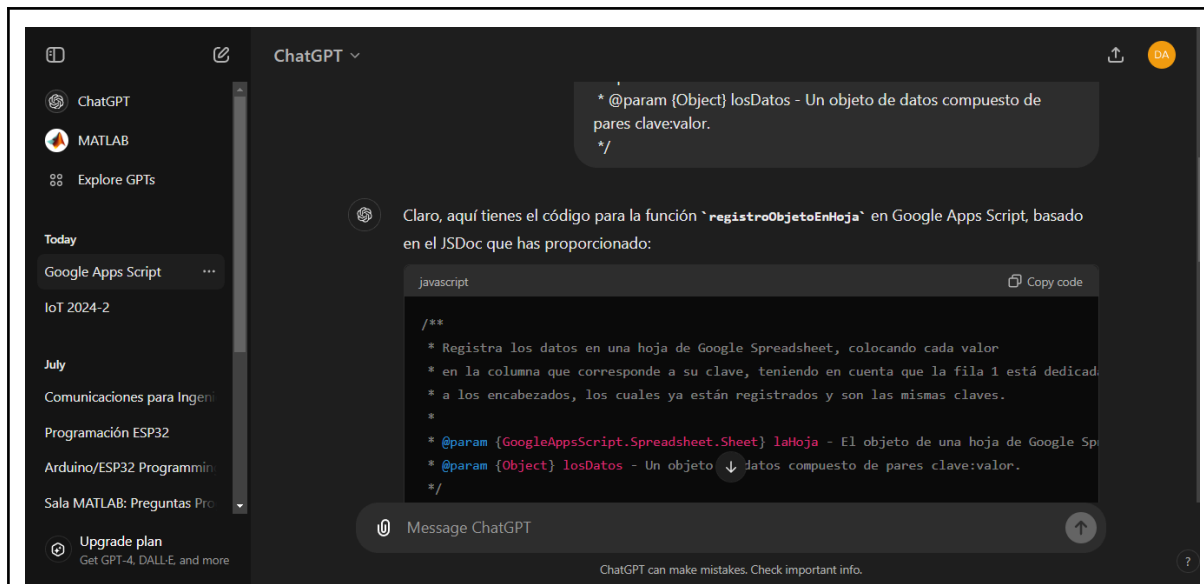 ChatGPT
MATLAB
Explore GPTs
Today
Google Apps Script
IoT 2024-2
July
Comunicaciones para Ingeni
Programación ESP32
Arduino/ESP32 Programmin
Sala MATLAB: Preguntas Pro
Upgrade plan
Get GPT-4, DALL·E, and more
ChatGPT
DA
* @param {Object} losDatos - Un objeto de datos compuesto de
pares clave:valor.
*/
Claro, aquí tienes el código para la función `registroObjetoEnHoja` en Google Apps Script, basado
en el JSDoc que has proporcionado:
javascript
Copy code
/**
* Registra los datos en una hoja de Google Spreadsheet, colocando cada valor
* en la columna que corresponde a su clave, teniendo en cuenta que la fila 1 está dedicad
* a los encabezados, los cuales ya están registrados y son las mismas claves.
*
* @param {GoogleAppsScript.Spreadsheet.Sheet} laHoja - El objeto de una hoja de Google Sp
* @param {Object} losDatos - Un objeto datos compuesto de pares clave:valor.
*/
Message ChatGPT
ChatGPT can make mistakes. Check important info.
?